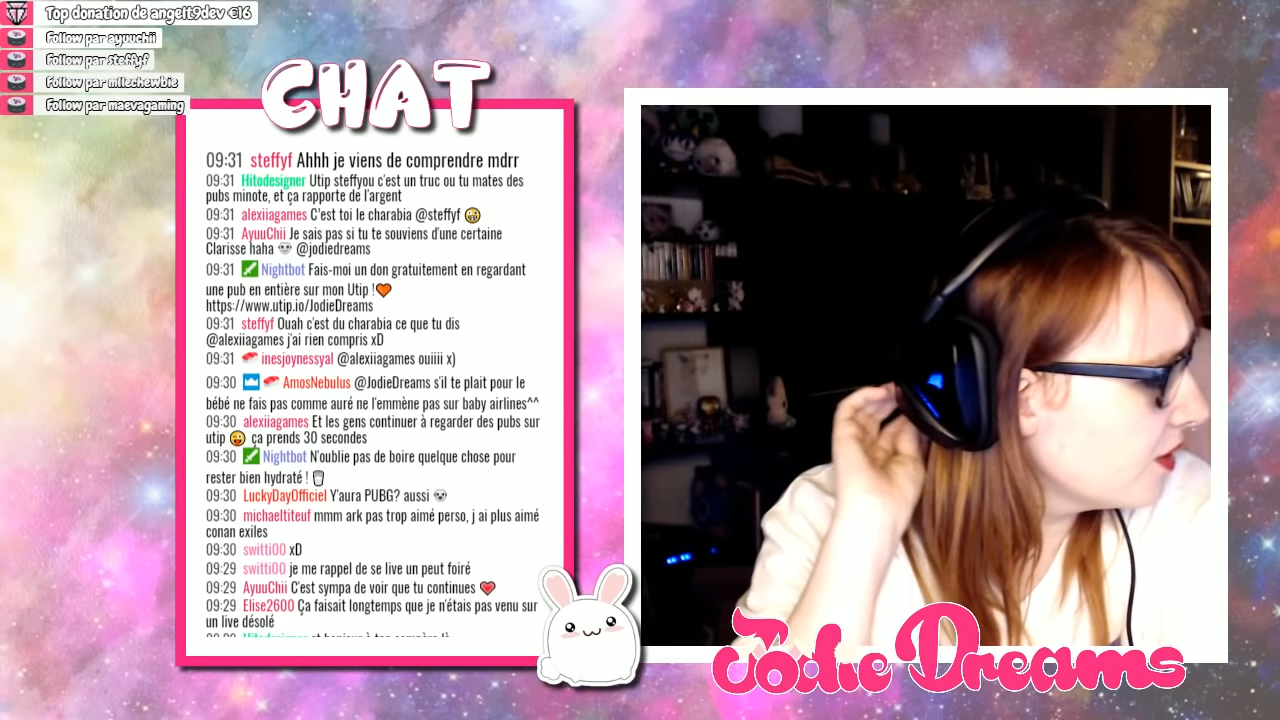 Top donation de angell9dev €16
Follow par ayuuchii
Follow par steffyf
Follow par mllechewbie
Follow par maevagaming
CHAT
09:31 steffyf Ahhh je viens de comprendre mdrr
09:31 Hitodesigner Utip steffyou c'est un truc ou tu mates des
pubs minote, et ça rapporte de l'argent
09:31 alexiiagames C'est toi le charabia @steffyf
09:31 AyuuChii Je sais pas si tu te souviens d'une certaine
Clarisse haha @jodiedreams
09:31 Nightbot Fais-moi un don gratuitement en regardant
une pub en entière sur mon Utip !
https://www.utip.io/JodieDreams
09:31 steffyf Ouah c'est du charabia ce que tu dis
@alexiiagames j'ai rien compris xD
09:31 inesjoynessyal @alexiiagames ouiiii x)
09:30 AmosNebulus @JodieDreams s'il te plait pour le
bébé ne fais pas comme auré ne l'emmène pas sur baby airlines^^
09:30 alexiiagames Et les gens continuer à regarder des pubs sur
utip ça prends 30 secondes
09:30 Nightbot N'oublie pas de boire quelque chose pour
rester bien hydraté !
09:30 LuckyDayOfficiel Y'aura PUBG? aussi
09:30 michaeltiteuf mmm ark pas trop aimé perso, j ai plus aimé
conan exiles
09:30 switti00 xD
09:29 switti00 je me rappel de se live un peut foiré
09:29 AyuuChii C'est sympa de voir que tu continues
09:29 Elise2600 Ça faisait longtemps que je n'étais pas venu sur
un live désolé
Jodie Dreams